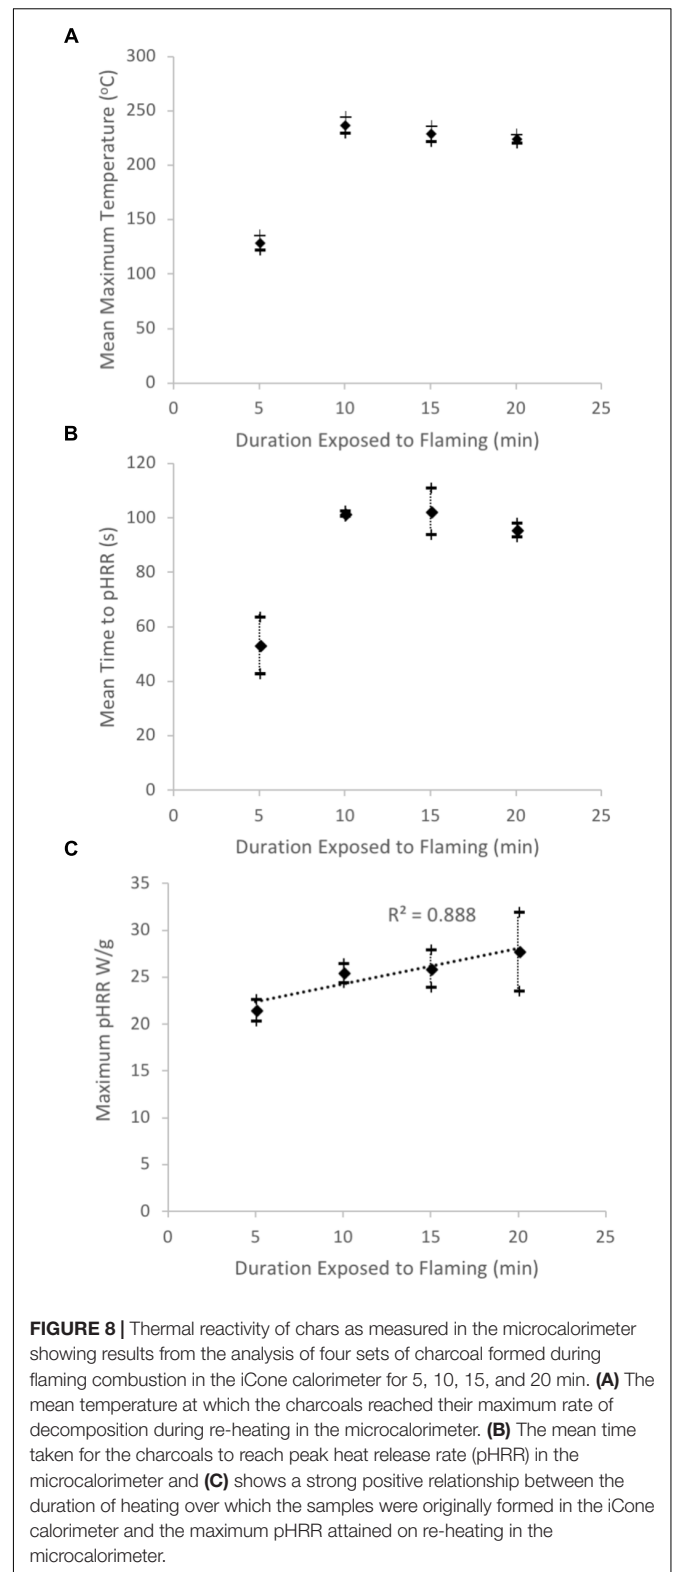 A
Mean Maximum Temperature (°C)
300
250
200
150
100
50
0
0 5 10 15 20 25
Duration Exposed to Flaming (min)
B
Mean Time to pHRR (s)
120
100
80
60
40
20
0
0 5 10 15 20 25
Duration Exposed to Flaming (min)
C
Maximum pHRR W/g
35
30
25
20
15
10
5
0
R² = 0.888
0 5 10 15 20 25
Duration Exposed to Flaming (min)
FIGURE 8 | Thermal reactivity of chars as measured in the microcalorimeter
showing results from the analysis of four sets of charcoal formed during
flaming combustion in the iCone calorimeter for 5, 10, 15, and 20 min. (A) The
mean temperature at which the charcoals reached their maximum rate of
decomposition during re-heating in the microcalorimeter. (B) The mean time
taken for the charcoals to reach peak heat release rate (pHRR) in the
microcalorimeter and (C) shows a strong positive relationship between the
duration of heating over which the samples were originally formed in the iCone
calorimeter and the maximum pHRR attained on re-heating in the
microcalorimeter.